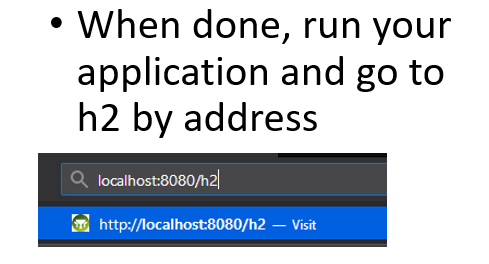 • When done, run your
application and go to
h2 by address
localhost:8080/h2
http://localhost:8080/h2 — Visit